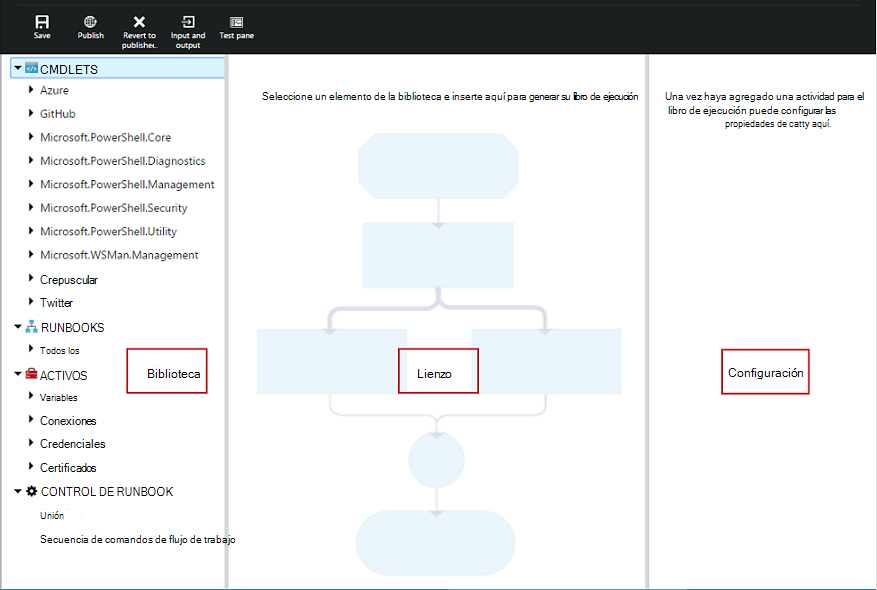 Save
Publish
Revert to
publishe..
Input and
output
Test pane
CMDLETS
Azure
GitHub
Microsoft.PowerShell.Core
Microsoft.PowerShell.Diagnostics
Microsoft.PowerShell.Management
Microsoft.PowerShell.Security
Microsoft.PowerShell.Utility
Microsoft.WSMan.Management
Crepuscular
Twitter
RUNBOOKS
Todos los
ACTIVOS
Variables
Conexiones
Credenciales
Certificados
CONTROL DE RUNBOOK
Unión
Secuencia de comandos de flujo de trabajo
Biblioteca
Seleccione un elemento de la biblioteca e inserte aquí para generar su libro de ejecución
Lienzo
Una vez haya agregado una actividad para el
libro de ejecución puede configurar las
propiedades de catty aquí.
Configuración